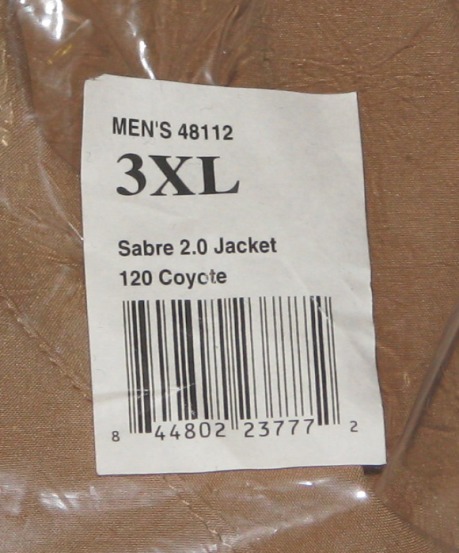 MEN'S 48112
3XL
Sabre 2.0 Jacket
120 Coyote
8 44802 23777 2